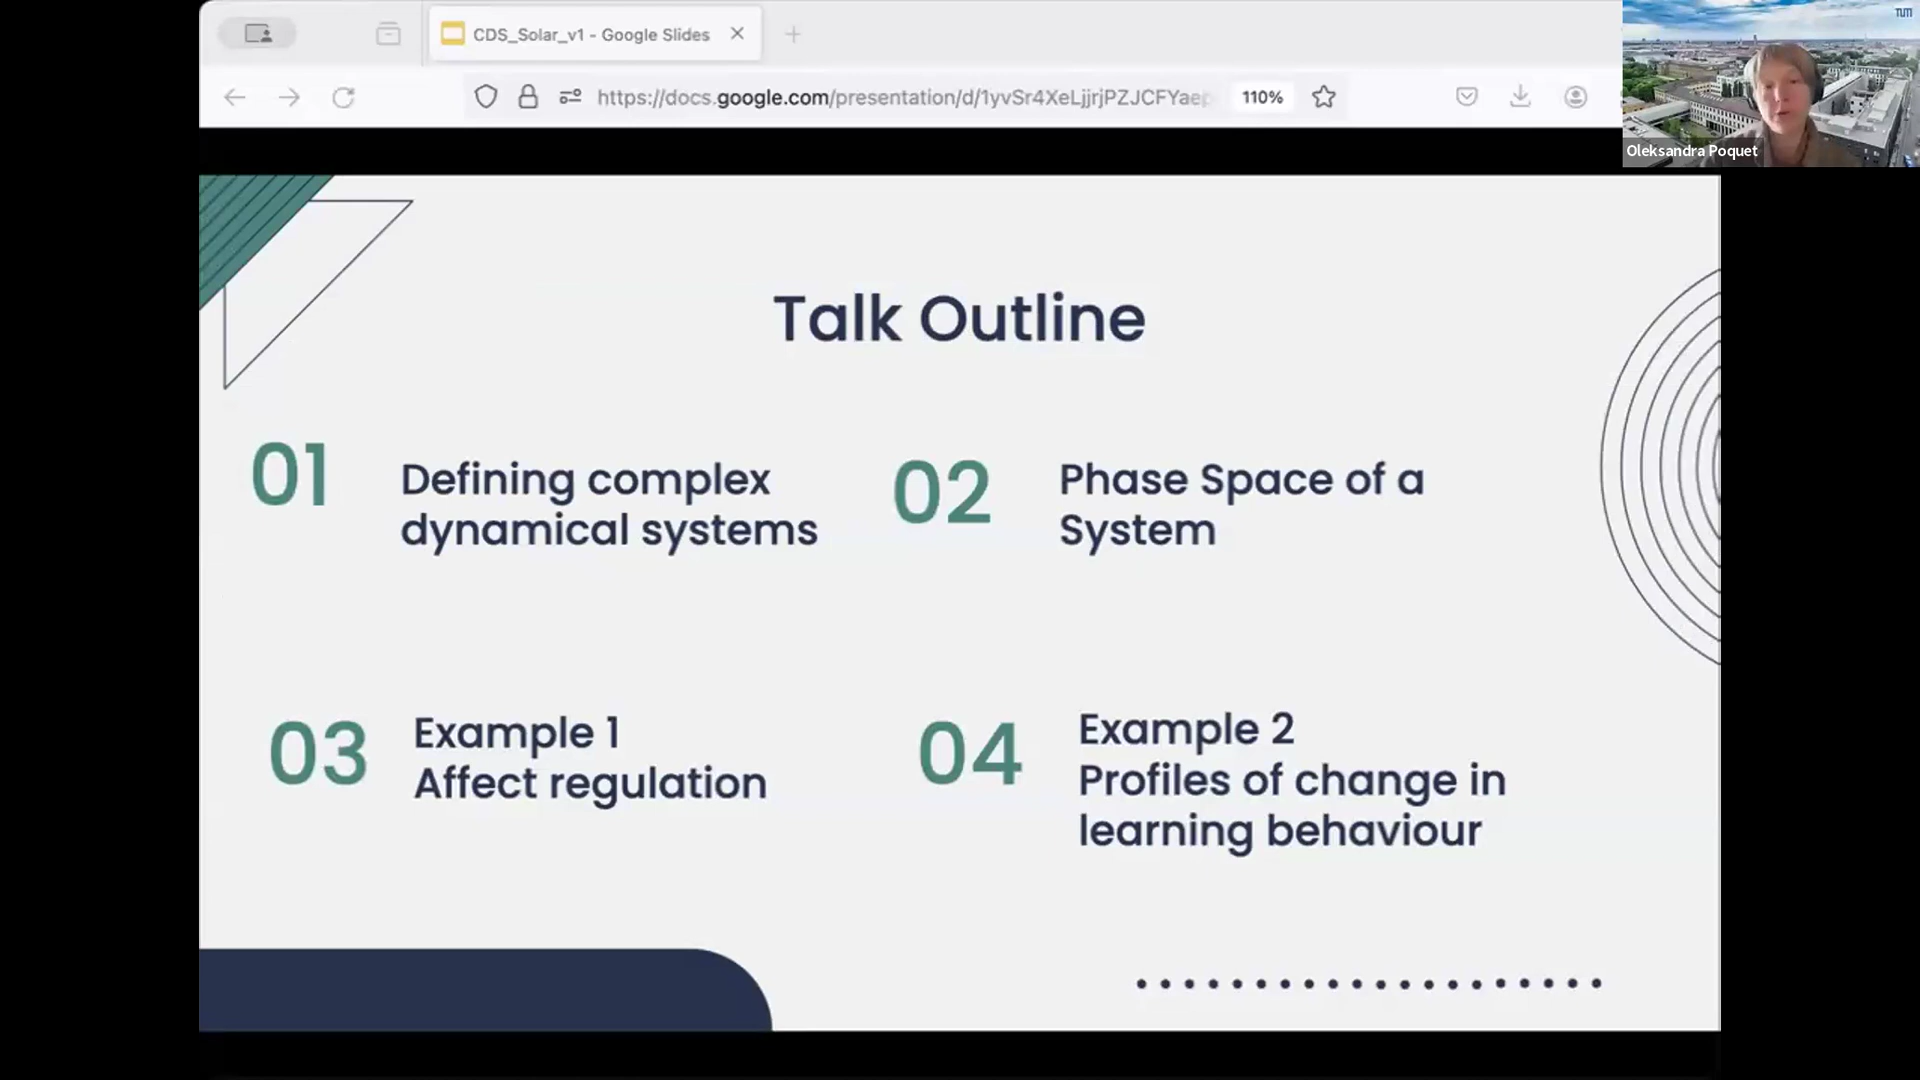 CDS_Solar_v1 - Google Slides
https://docs.google.com/presentation/d/1yvSr4XeLjjrjPZJCFYaep
110%
TUM
Oleksandra Poquet
Talk Outline
01
Defining complex
dynamical systems
02
Phase Space of a
System
03
Example 1
Affect regulation
04
Example 2
Profiles of change in
learning behaviour